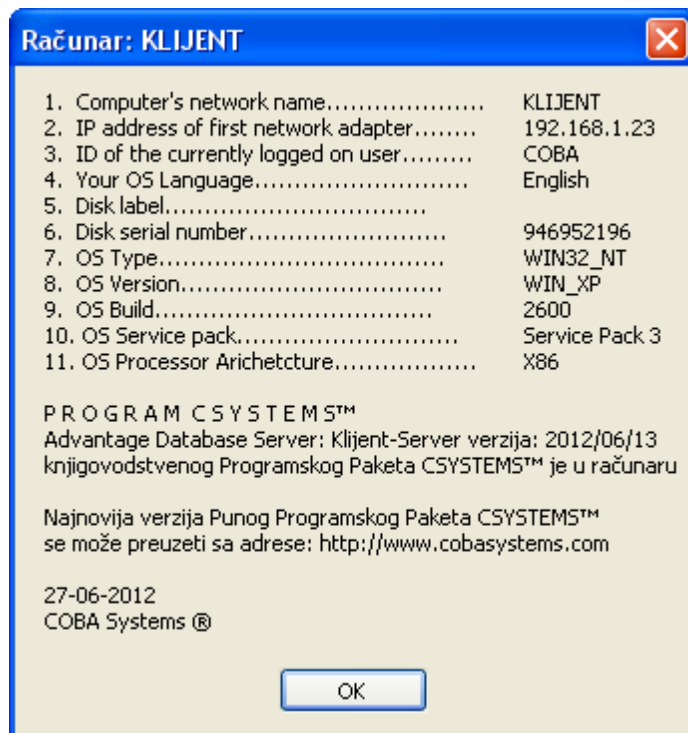 Računar: KLIJENT
1. Computer's network name..................... KLIJENT
2. IP address of first network adapter........ 192.168.1.23
3. ID of the currently logged on user......... COBA
4. Your OS Language........................... English
5. Disk label.................................
6. Disk serial number......................... 946952196
7. OS Type.................................... WIN32_NT
8. OS Version................................. WIN_XP
9. OS Build................................... 2600
10. OS Service pack............................ Service Pack 3
11. OS Processor Arichetcture.................. X86
P R O G R A M C S Y S T E M S™
Advantage Database Server: Klijent-Server verzija: 2012/06/13
knjigovodstvenog Programskog Paketa CSYSTEMS™ je u računaru
Najnovija verzija Punog Programskog Paketa CSYSTEMS™
se može preuzeti sa adrese: http://www.cobasystems.com
27-06-2012
COBA Systems ®
OK